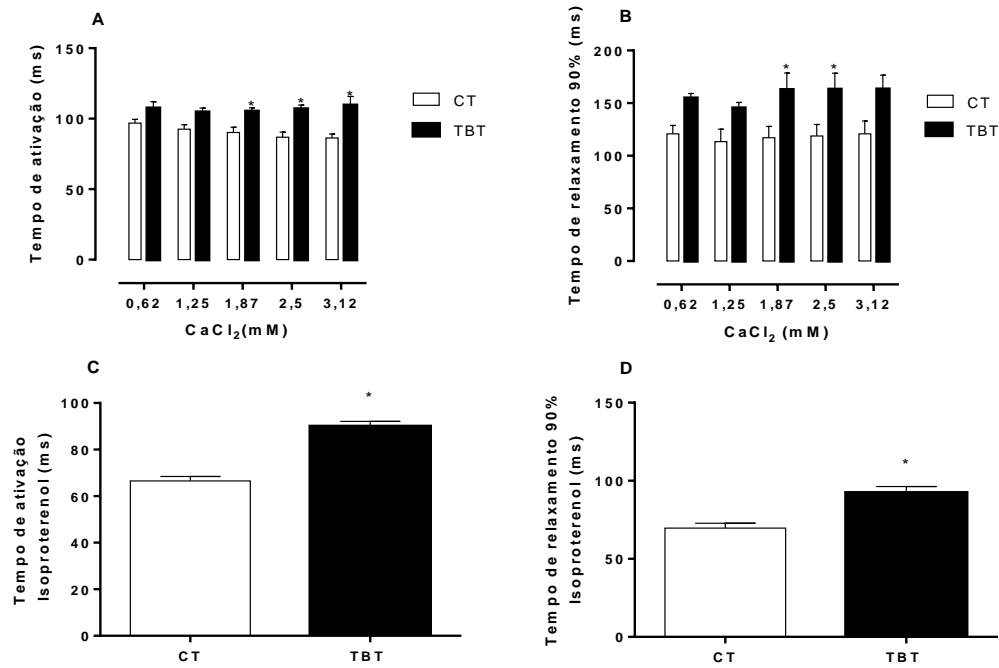 A
Tempo de ativação (ms)
150
100
50
0
0,62 1,25 1,87 2,5 3,12
CaCl₂(mM)
* * *
CT
TBT
B
Tempo de relaxamento 90% (ms)
200
150
100
50
0
0,62 1,25 1,87 2,5 3,12
CaCl₂ (mM)
* *
CT
TBT
C
Tempo de ativação
Isoproterenol (ms)
100
80
60
40
20
0
*
CT TBT
D
Tempo de relaxamento 90%
Isoproterenol (ms)
150
100
50
0
*
CT TBT